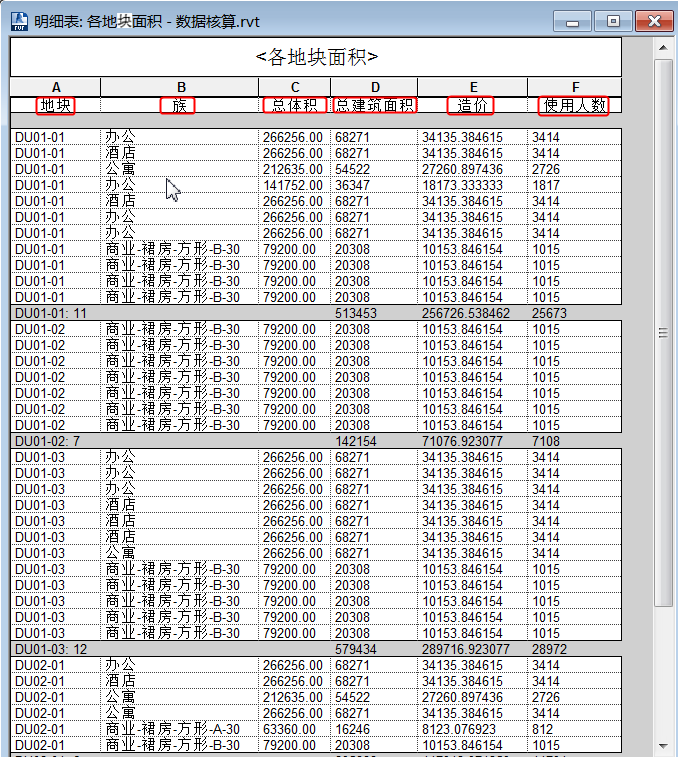 明细表: 各地块面积 - 数据核算.rvt
<各地块面积>
A B C D E F
地块 族 总体积 总建筑面积 造价 使用人数
DU01-01 办公 266256.00 68271 34135.384615 3414
DU01-01 酒店 266256.00 68271 34135.384615 3414
DU01-01 公寓 212635.00 54522 27260.897436 2726
DU01-01 办公 141752.00 36347 18173.333333 1817
DU01-01 酒店 266256.00 68271 34135.384615 3414
DU01-01 办公 266256.00 68271 34135.384615 3414
DU01-01 办公 266256.00 68271 34135.384615 3414
DU01-01 商业-裙房-方形-B-30 79200.00 20308 10153.846154 1015
DU01-01 商业-裙房-方形-B-30 79200.00 20308 10153.846154 1015
DU01-01 商业-裙房-方形-B-30 79200.00 20308 10153.846154 1015
DU01-01 商业-裙房-方形-B-30 79200.00 20308 10153.846154 1015
DU01-01: 11 513453 256726.538462 25673
DU01-02 商业-裙房-方形-B-30 79200.00 20308 10153.846154 1015
DU01-02 商业-裙房-方形-B-30 79200.00 20308 10153.846154 1015
DU01-02 商业-裙房-方形-B-30 79200.00 20308 10153.846154 1015
DU01-02 商业-裙房-方形-B-30 79200.00 20308 10153.846154 1015
DU01-02 商业-裙房-方形-B-30 79200.00 20308 10153.846154 1015
DU01-02 商业-裙房-方形-B-30 79200.00 20308 10153.846154 1015
DU01-02 商业-裙房-方形-B-30 79200.00 20308 10153.846154 1015
DU01-02: 7 142154 71076.923077 7108
DU01-03 办公 266256.00 68271 34135.384615 3414
DU01-03 办公 266256.00 68271 34135.384615 3414
DU01-03 办公 266256.00 68271 34135.384615 3414
DU01-03 酒店 266256.00 68271 34135.384615 3414
DU01-03 酒店 266256.00 68271 34135.384615 3414
DU01-03 酒店 266256.00 68271 34135.384615 3414
DU01-03 公寓 266256.00 68271 34135.384615 3414
DU01-03 商业-裙房-方形-B-30 79200.00 20308 10153.846154 1015
DU01-03 商业-裙房-方形-B-30 79200.00 20308 10153.846154 1015
DU01-03 商业-裙房-方形-B-30 79200.00 20308 10153.846154 1015
DU01-03 商业-裙房-方形-B-30 79200.00 20308 10153.846154 1015
DU01-03 商业-裙房-方形-B-30 79200.00 20308 10153.846154 1015
DU01-03: 12 579434 289716.923077 28972
DU02-01 办公 266256.00 68271 34135.384615 3414
DU02-01 酒店 266256.00 68271 34135.384615 3414
DU02-01 公寓 212635.00 54522 27260.897436 2726
DU02-01 公寓 266256.00 68271 34135.384615 3414
DU02-01 商业-裙房-方形-A-30 63360.00 16246 8123.076923 812
DU02-01 商业-裙房-方形-B-30 79200.00 20308 10153.846154 1015